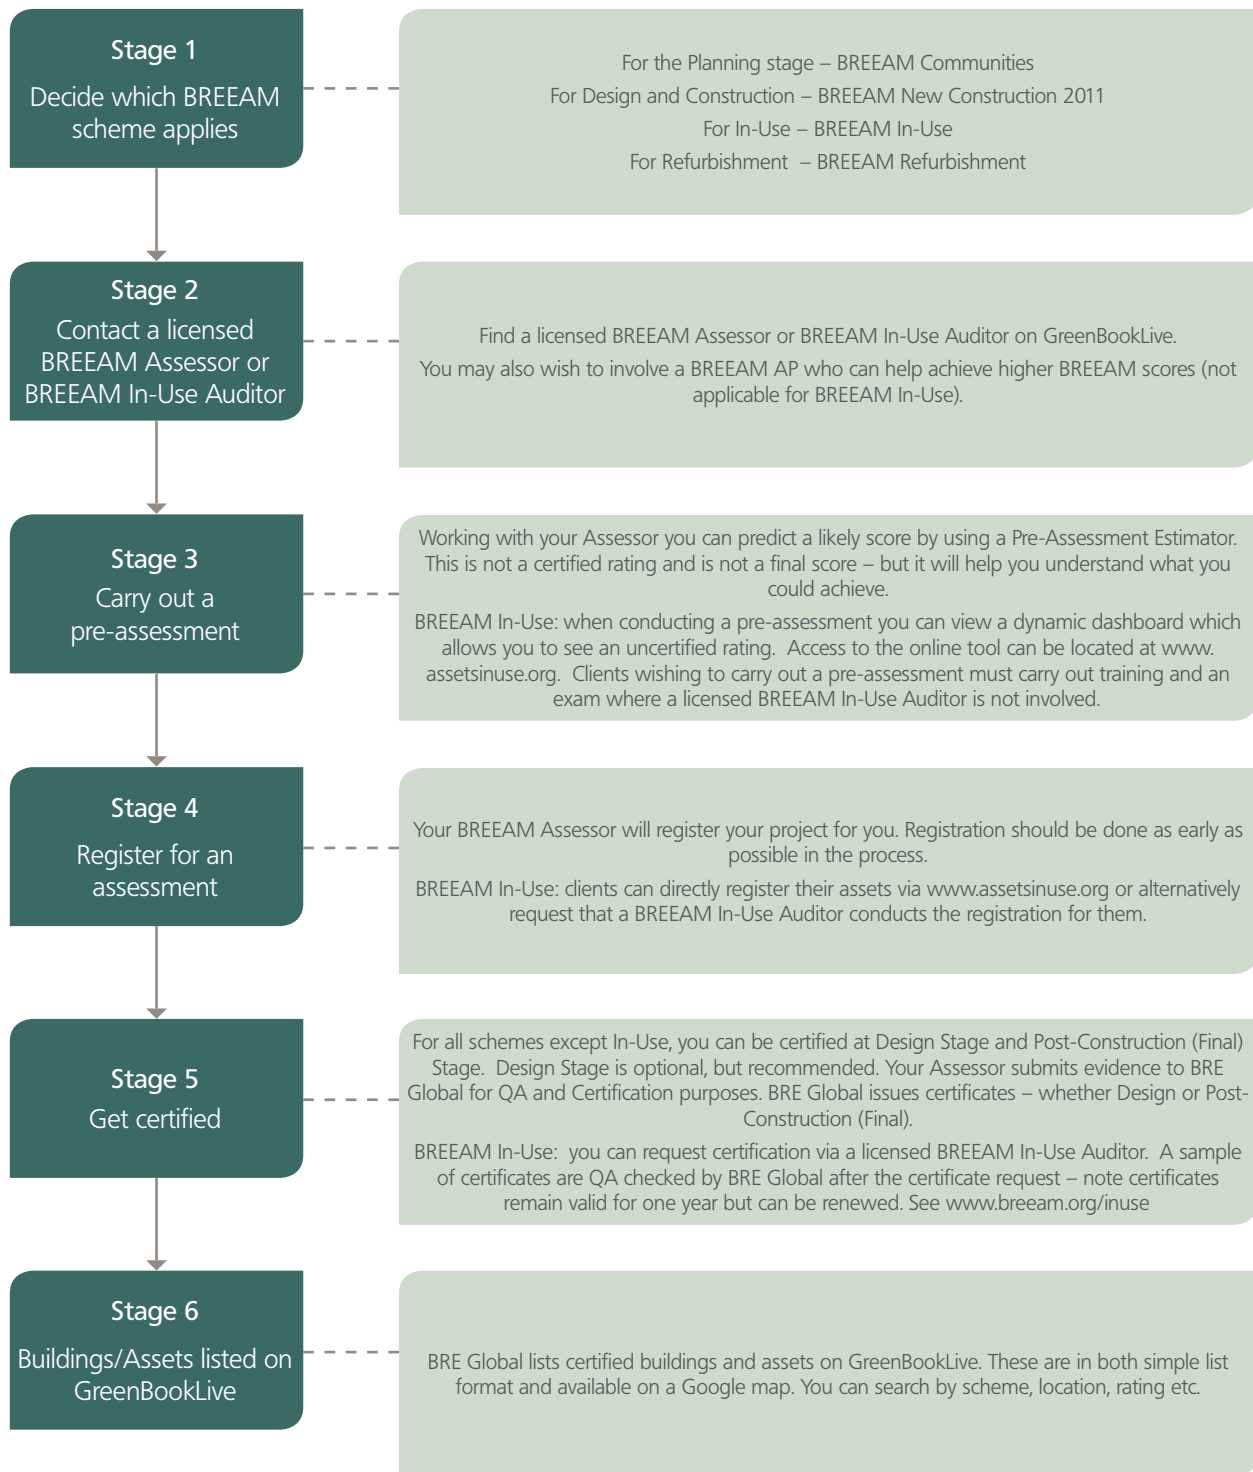 Stage 1
Decide which BREEAM
scheme applies
For the Planning stage – BREEAM Communities
For Design and Construction – BREEAM New Construction 2011
For In-Use – BREEAM In-Use
For Refurbishment – BREEAM Refurbishment
Stage 2
Contact a licensed
BREEAM Assessor or
BREEAM In-Use Auditor
Find a licensed BREEAM Assessor or BREEAM In-Use Auditor on GreenBookLive.
You may also wish to involve a BREEAM AP who can help achieve higher BREEAM scores (not
applicable for BREEAM In-Use).
Stage 3
Carry out a
pre-assessment
Working with your Assessor you can predict a likely score by using a Pre-Assessment Estimator.
This is not a certified rating and is not a final score – but it will help you understand what you
could achieve.
BREEAM In-Use: when conducting a pre-assessment you can view a dynamic dashboard which
allows you to see an uncertified rating. Access to the online tool can be located at www.
assetsinuse.org. Clients wishing to carry out a pre-assessment must carry out training and an
exam where a licensed BREEAM In-Use Auditor is not involved.
Stage 4
Register for an
assessment
Your BREEAM Assessor will register your project for you. Registration should be done as early as
possible in the process.
BREEAM In-Use: clients can directly register their assets via www.assetsinuse.org or alternatively
request that a BREEAM In-Use Auditor conducts the registration for them.
Stage 5
Get certified
For all schemes except In-Use, you can be certified at Design Stage and Post-Construction (Final)
Stage. Design Stage is optional, but recommended. Your Assessor submits evidence to BRE
Global for QA and Certification purposes. BRE Global issues certificates – whether Design or Post-
Construction (Final).
BREEAM In-Use: you can request certification via a licensed BREEAM In-Use Auditor. A sample
of certificates are QA checked by BRE Global after the certificate request – note certificates
remain valid for one year but can be renewed. See www.breeam.org/inuse
Stage 6
Buildings/Assets listed on
GreenBookLive
BRE Global lists certified buildings and assets on GreenBookLive. These are in both simple list
format and available on a Google map. You can search by scheme, location, rating etc.